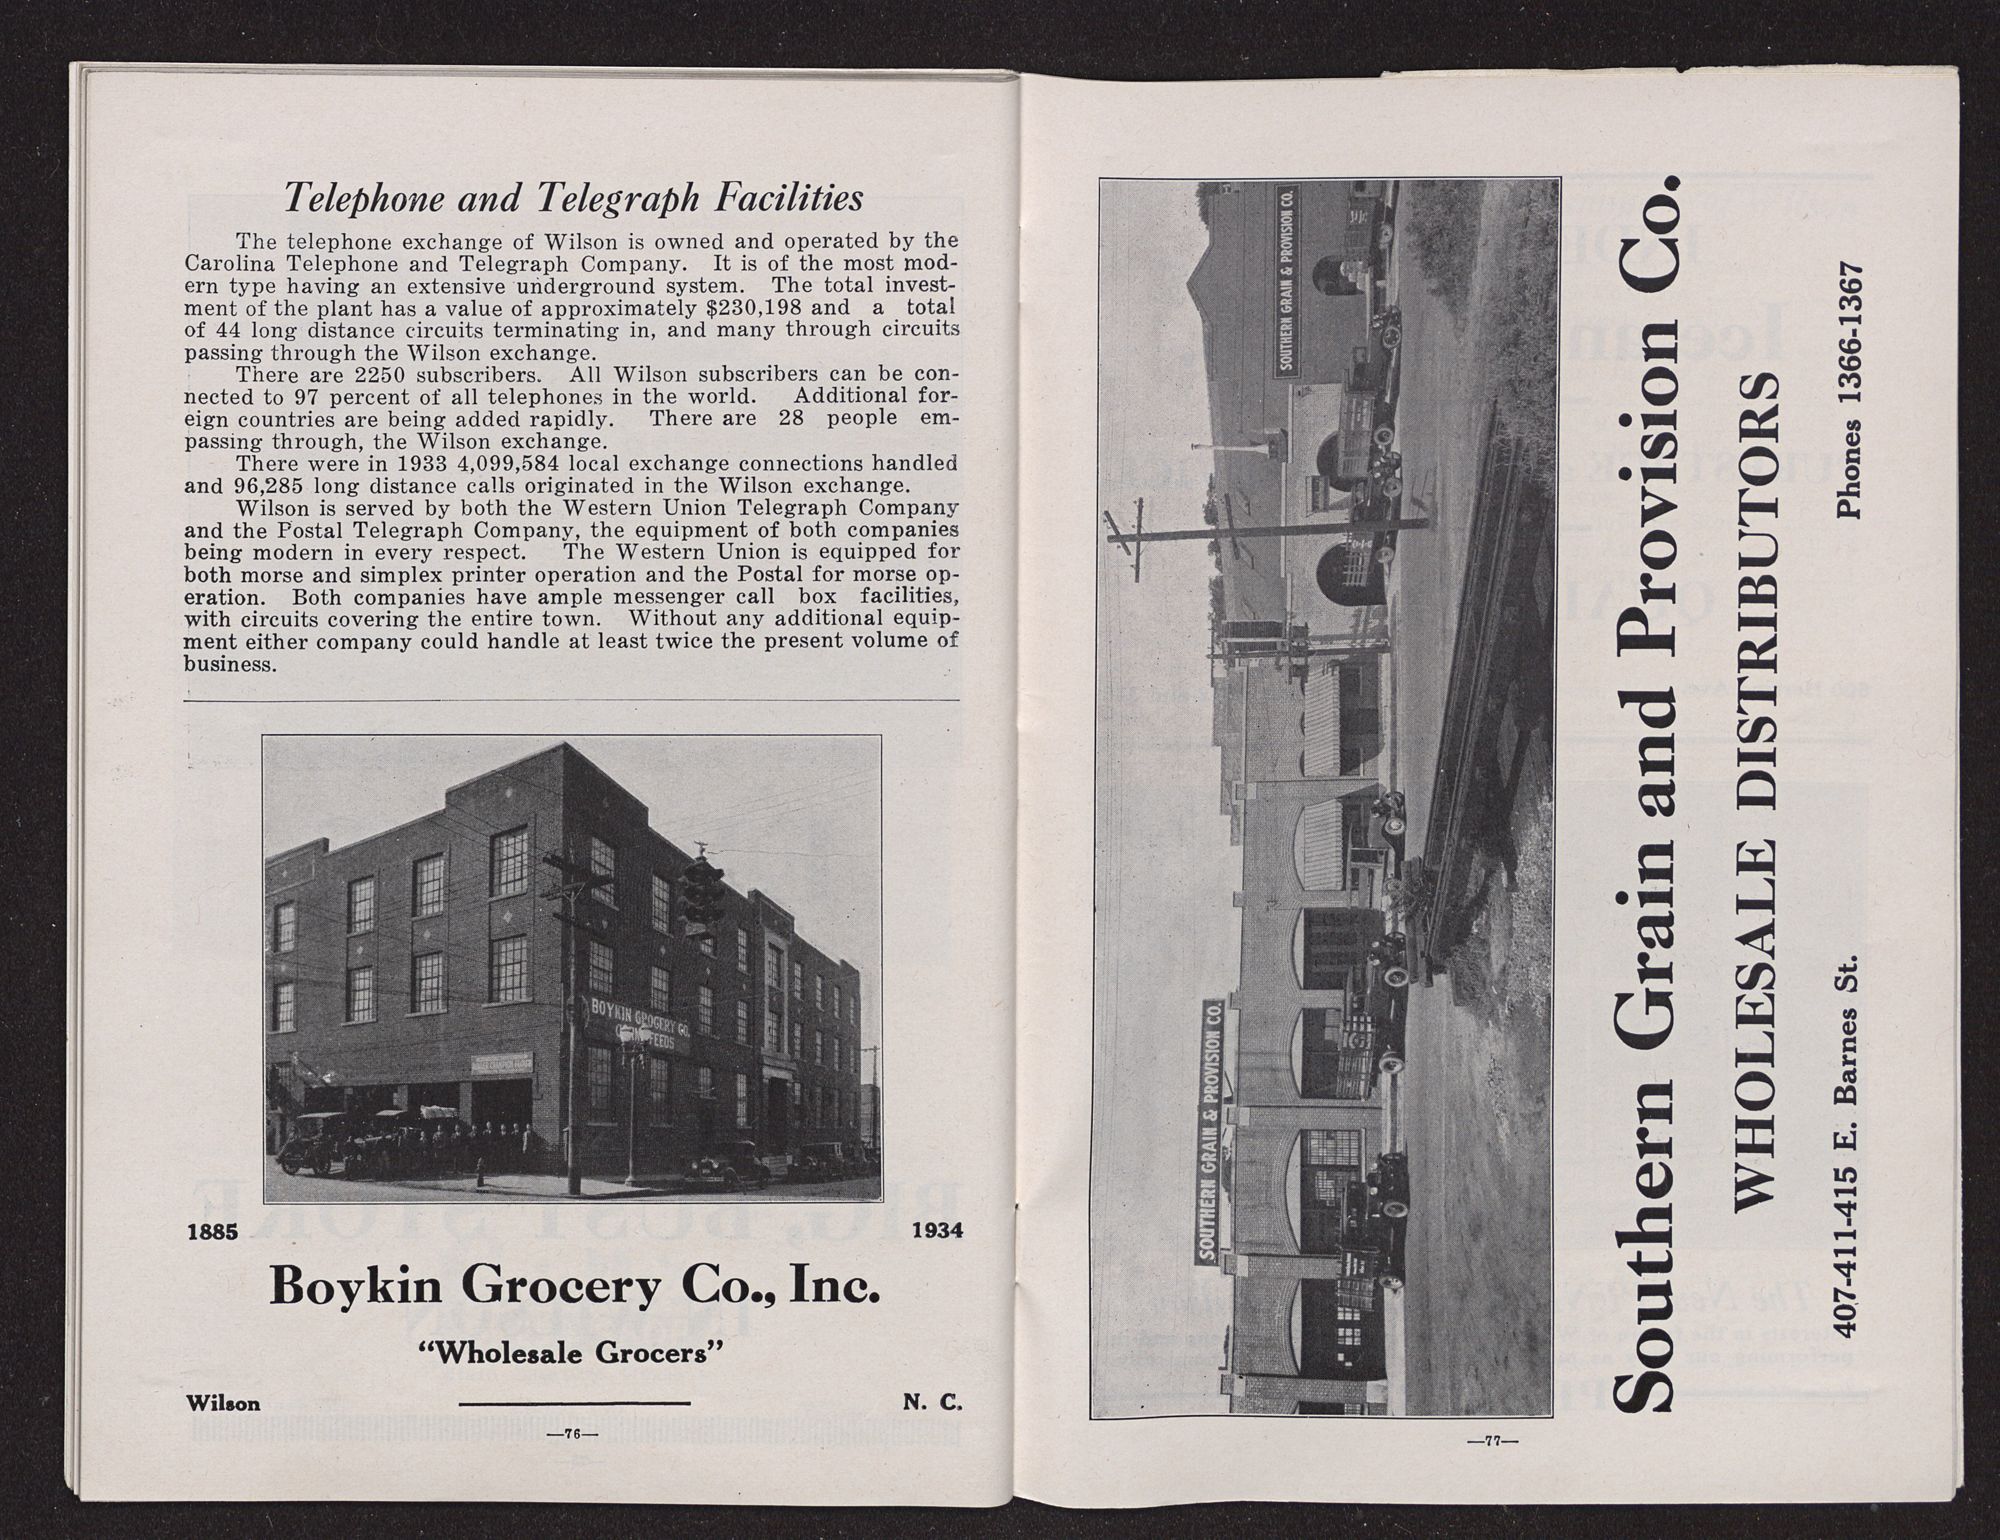 Telephone and Telegraph Facilities
The telephone exchange of Wilson is owned and operated by the
Carolina Telephone and Telegraph Company. It is of the most mod-
ern type having an extensive underground system. The total invest-
ment of the plant has a value of approximately $230,198 and a total
of 44 long distance circuits terminating in, and many through circuits
passing through the Wilson exchange.
There are 2250 subscribers. All Wilson subscribers can be con-
nected to 97 percent of all telephones in the world. Additional for-
eign countries are being added rapidly. There are 28 people em-
passing through, the Wilson exchange.
There were in 1933 4,099,584 local exchange connections handled
and 96,285 long distance calls originated in the Wilson exchange.
Wilson is served by both the Western Union Telegraph Company
and the Postal Telegraph Company, the equipment of both companies
being modern in every respect. The Western Union is equipped for
both morse and simplex printer operation and the Postal for morse op-
eration. Both companies have ample messenger call box facilities,
with circuits covering the entire town. Without any additional equip-
ment either company could handle at least twice the present volume of
business.
BOYKIN GROCERY CO.
FEEDS
1885 1934
Boykin Grocery Co., Inc.
"Wholesale Grocers"
Wilson N. C.
—76—
SOUTHERN GRAIN & PROVISION CO.
SOUTHERN GRAIN & PROVISION CO.
Southern Grain and Provision Co.
WHOLESALE DISTRIBUTORS
407-411-415 E. Barnes St. Phones 1366-1367
—77—